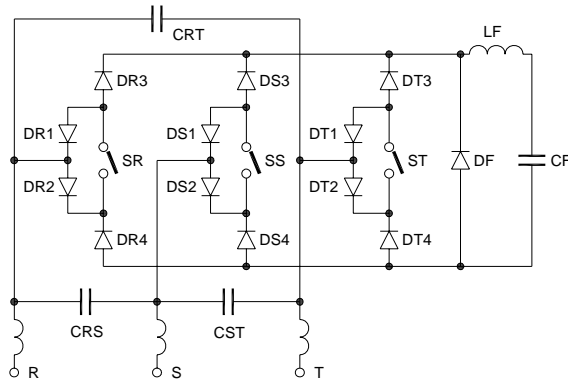 CRT
LF
DR3
DS3
DT3
DR1
DS1
DT1
SR
SS
ST
DF
CF
DR2
DS2
DT2
DR4
DS4
DT4
CRS
CST
R
S
T